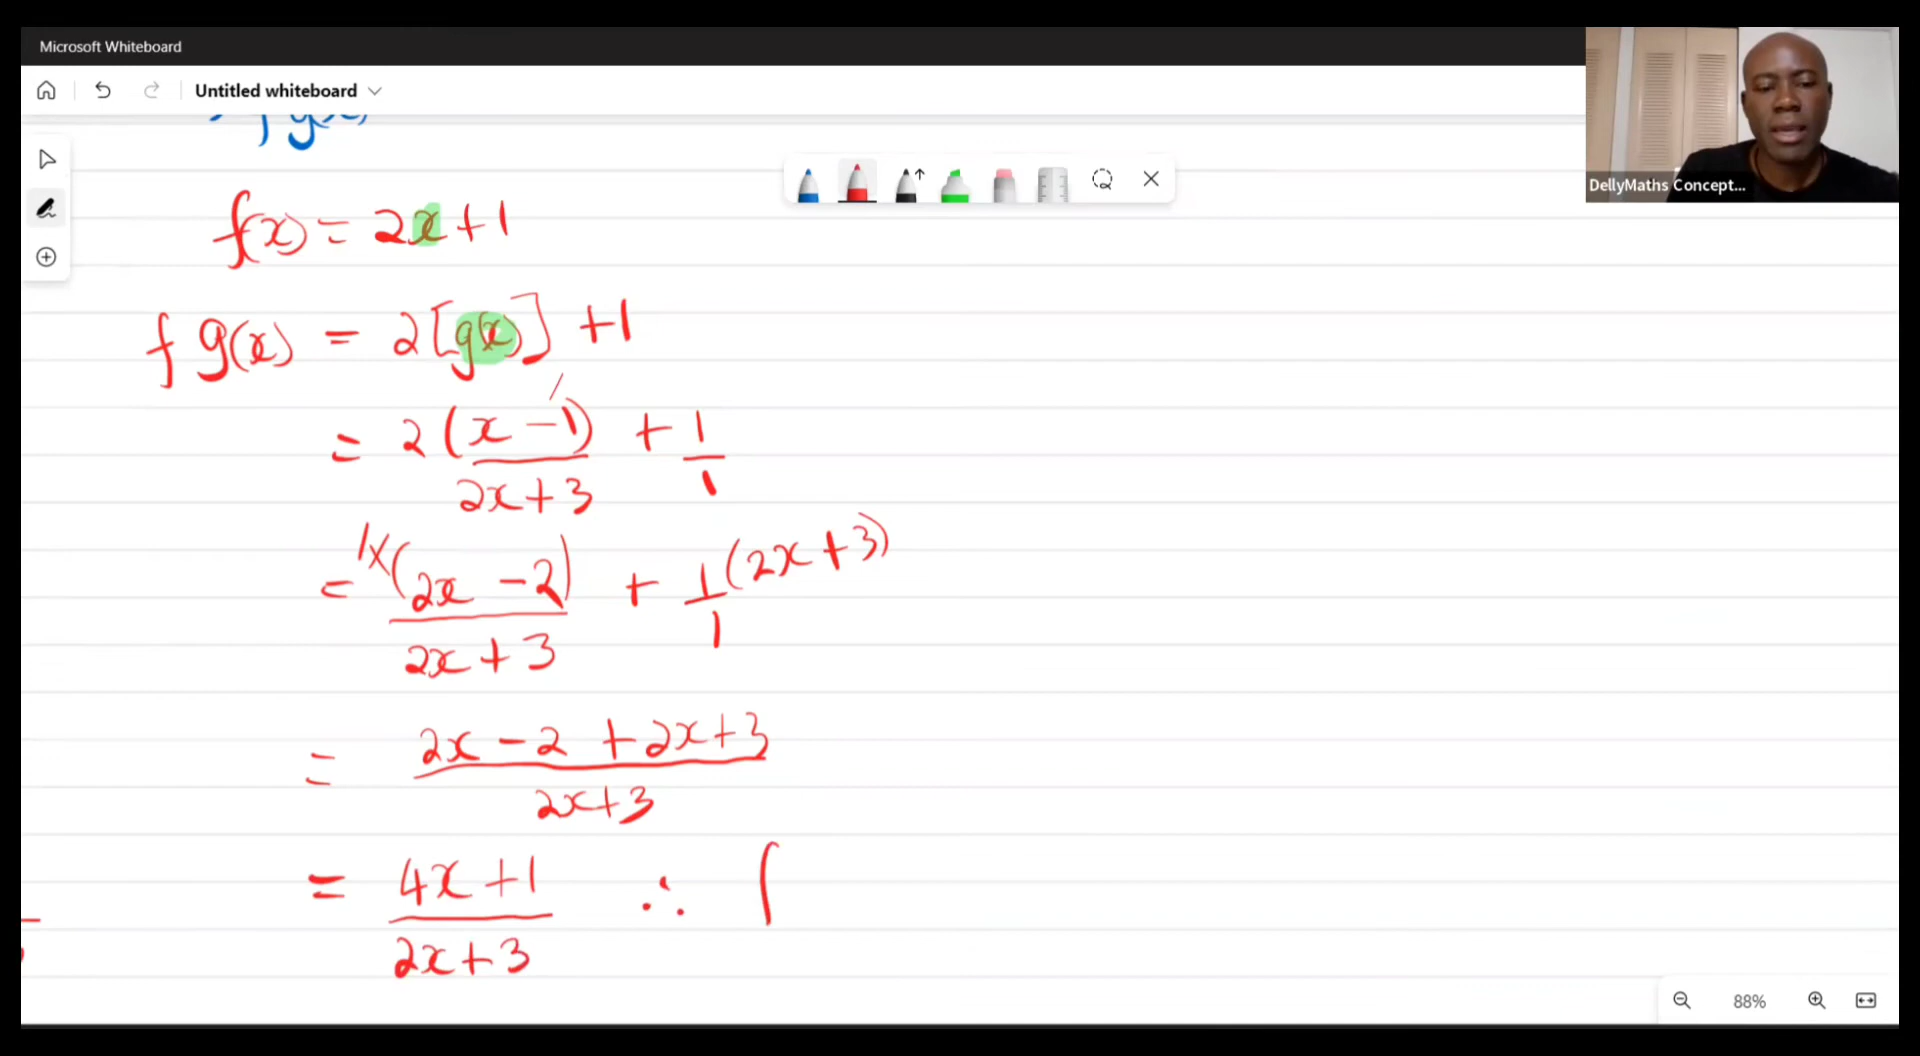 Microsoft Whiteboard
Untitled whiteboard
DellyMaths Concept...
f(x) = 2x+1
f g(x) = 2[g(x)] +1
= 2(x-1)/(2x+3) + 1/1
= 1x(2x-2)/(2x+3) + 1(2x+3)/1
= (2x-2+2x+3)/(2x+3)
= (4x+1)/(2x+3) ∴
88%